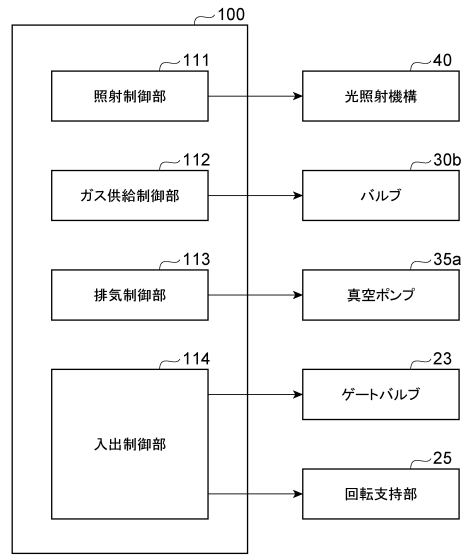 100
111
40
照射制御部
光照射機構
112
30b
ガス供給制御部
バルブ
113
35a
排気制御部
真空ポンプ
114
23
ゲートバルブ
入出制御部
25
回転支持部